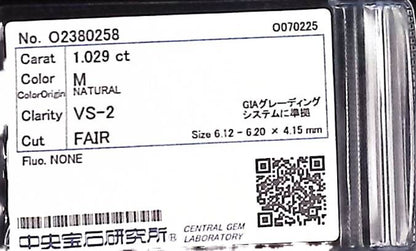 No. O2380258 O070225
Carat 1.029 ct
Color M
ColorOrigin NATURAL
Clarity VS-2 GIAグレーディング
システムに準拠
Cut FAIR Size 6.12 - 6.20 × 4.15 mm
Fluo. NONE
中央宝石研究所® CENTRAL GEM
LABORATORY